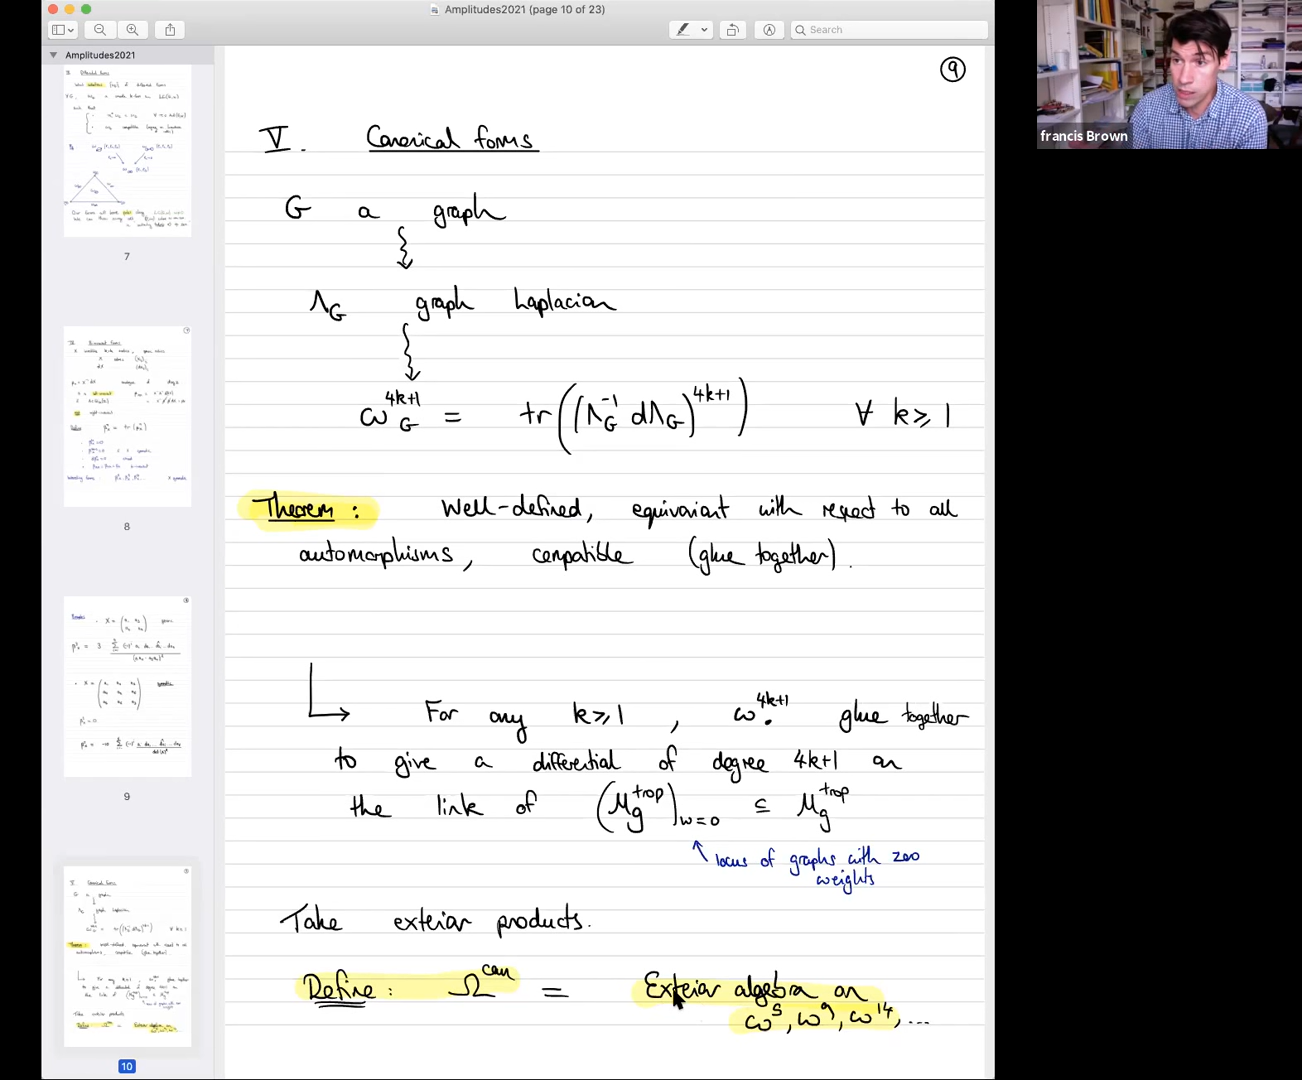 Amplitudes2021 (page 10 of 23)
Search
Amplitudes2021
7
8
9
10
francis Brown
9
V. Canonical forms
G a graph
Λ_G graph Laplacian
ω_G^{4k+1} = tr((Λ_G^{-1} dΛ_G)^{4k+1}) ∀ k ≥ 1
Theorem: Well-defined, equivariant with respect to all
automorphisms, compatible (glue together).
For any k ≥ 1, ω_•^{4k+1} glue together
to give a differential of degree 4k+1 on
the link of (M_g^{trop})_{w=0} ⊆ M_g^{trop}
locus of graphs with zero
weights
Take exterior products.
Define: Ω^{can} = Exterior algebra on
ω^5, ω^9, ω^{14}, ...